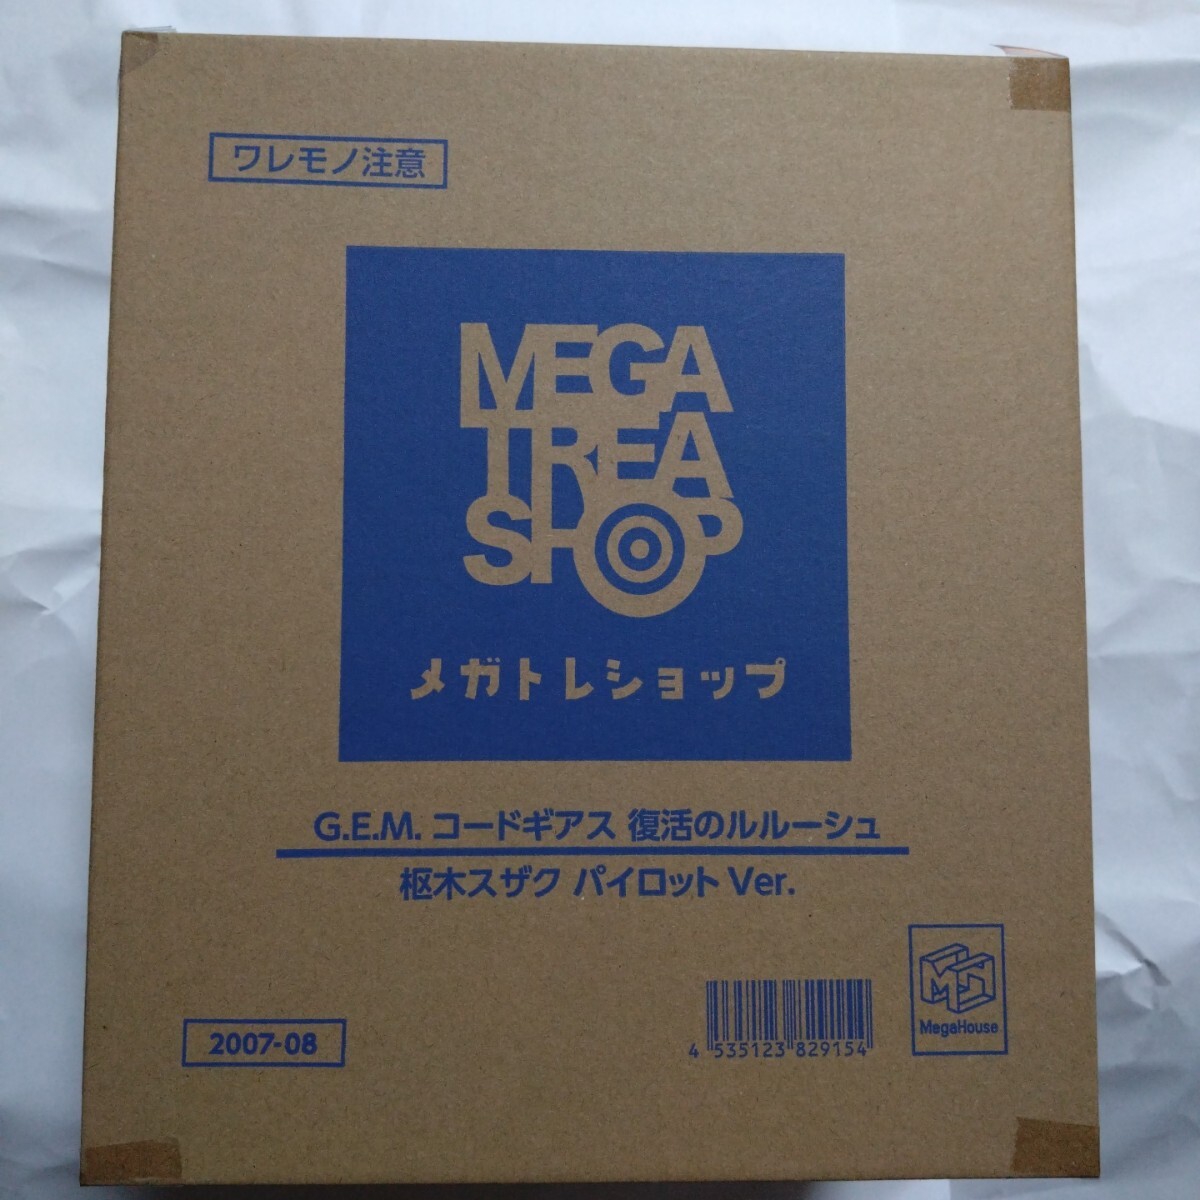 ワレモノ注意
MEGA
TREA
SHOP
メガトレショップ
G.E.M. コードギアス 復活のルルーシュ
枢木スザク パイロット Ver.
2007-08
4 535123 829154
MegaHouse